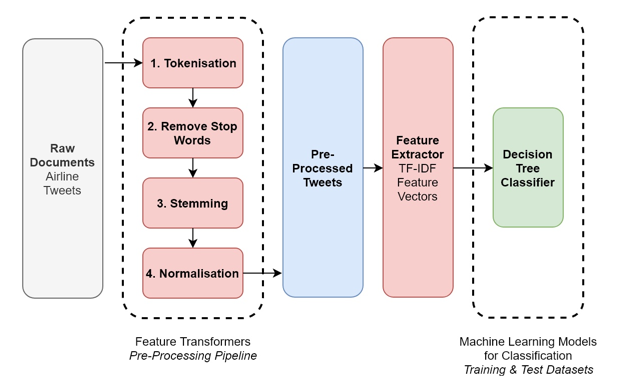 Raw
Documents
Airline
Tweets
1. Tokenisation
2. Remove Stop
Words
3. Stemming
4. Normalisation
Pre-
Processed
Tweets
Feature
Extractor
TF-IDF
Feature
Vectors
Decision
Tree
Classifier
Feature Transformers
Pre-Processing Pipeline
Machine Learning Models
for Classification
Training & Test Datasets